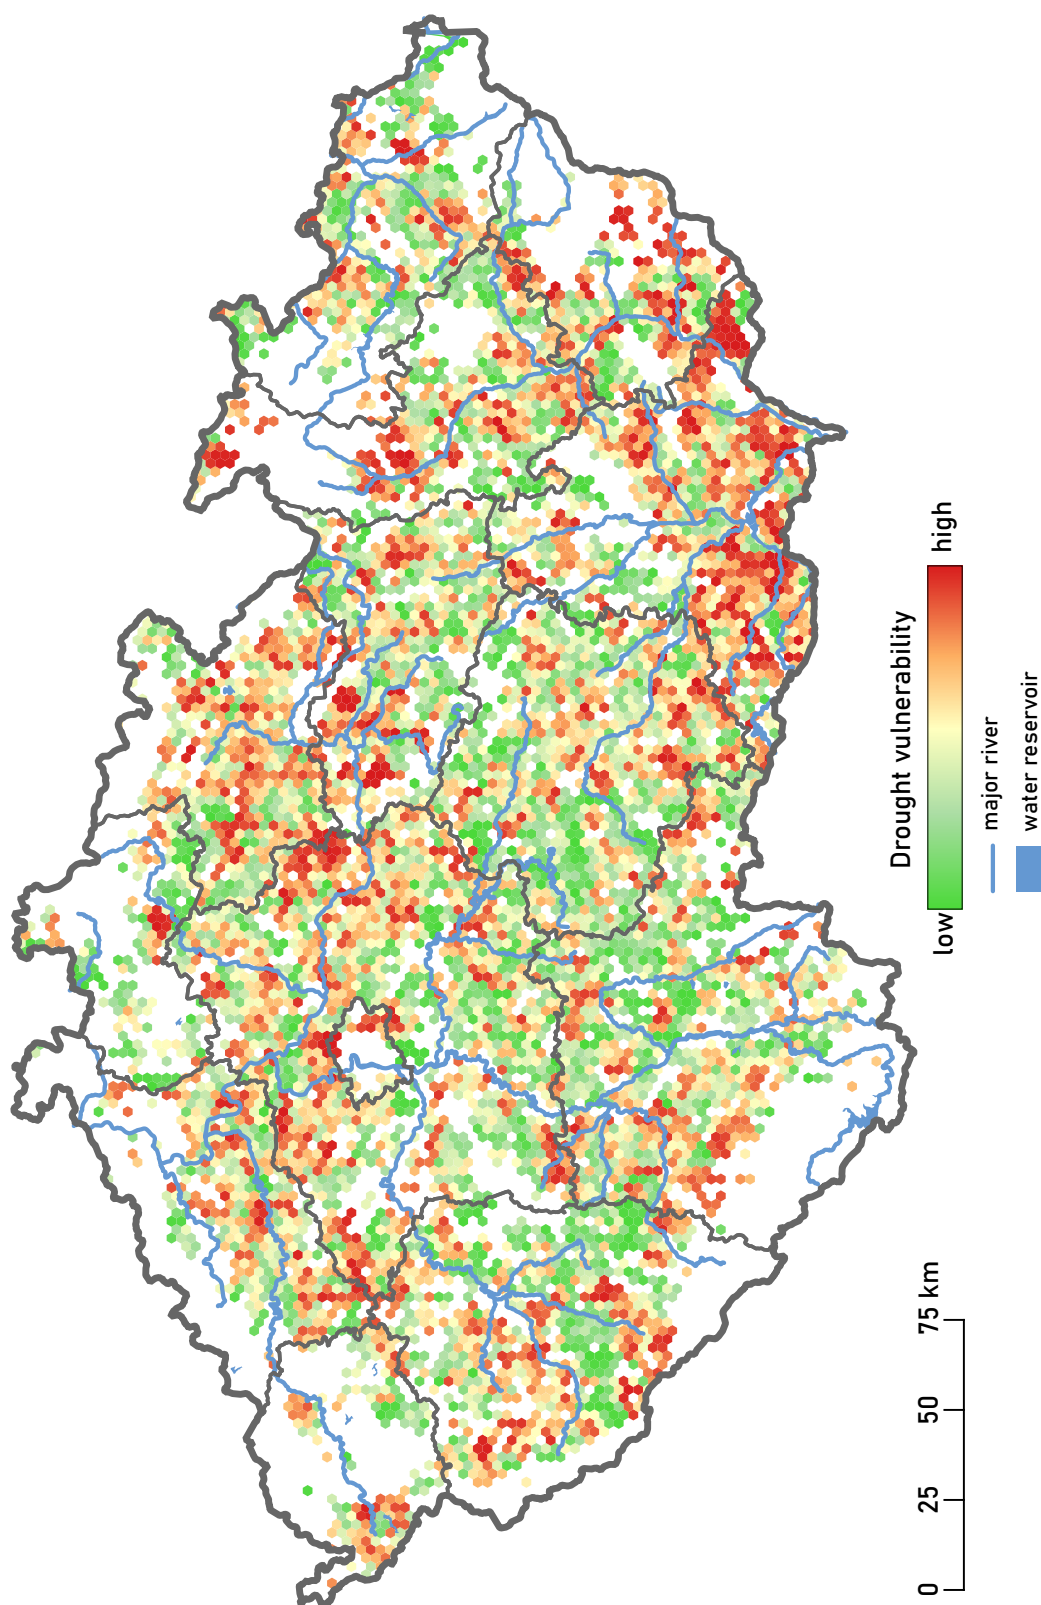 Drought vulnerability
low high
major river
water reservoir
0 25 50 75 km